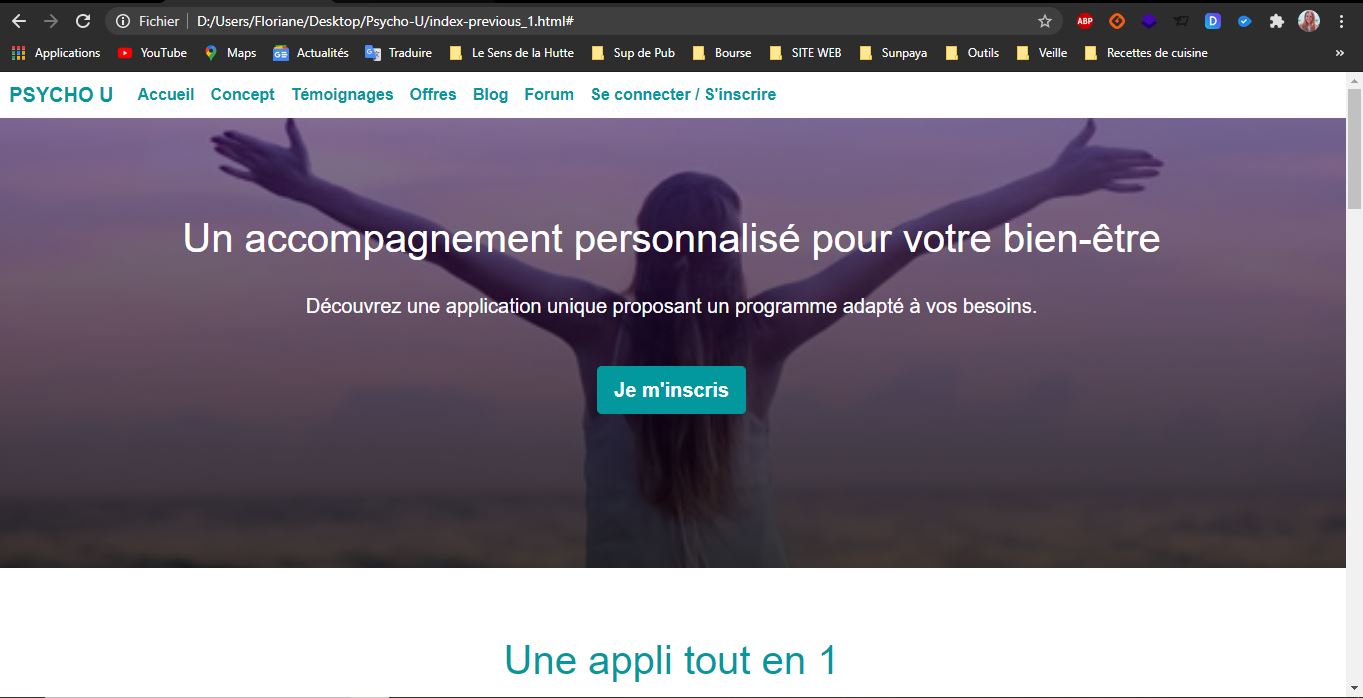 Fichier D:/Users/Floriane/Desktop/Psycho-U/index-previous_1.html# ABP D
Applications YouTube Maps GE Actualités Traduire Le Sens de la Hutte Sup de Pub Bourse SITE WEB Sunpaya Outils Veille Recettes de cuisine »
PSYCHO U Accueil Concept Témoignages Offres Blog Forum Se connecter / S'inscrire
Un accompagnement personnalisé pour votre bien-être
Découvrez une application unique proposant un programme adapté à vos besoins.
Je m'inscris
Une appli tout en 1